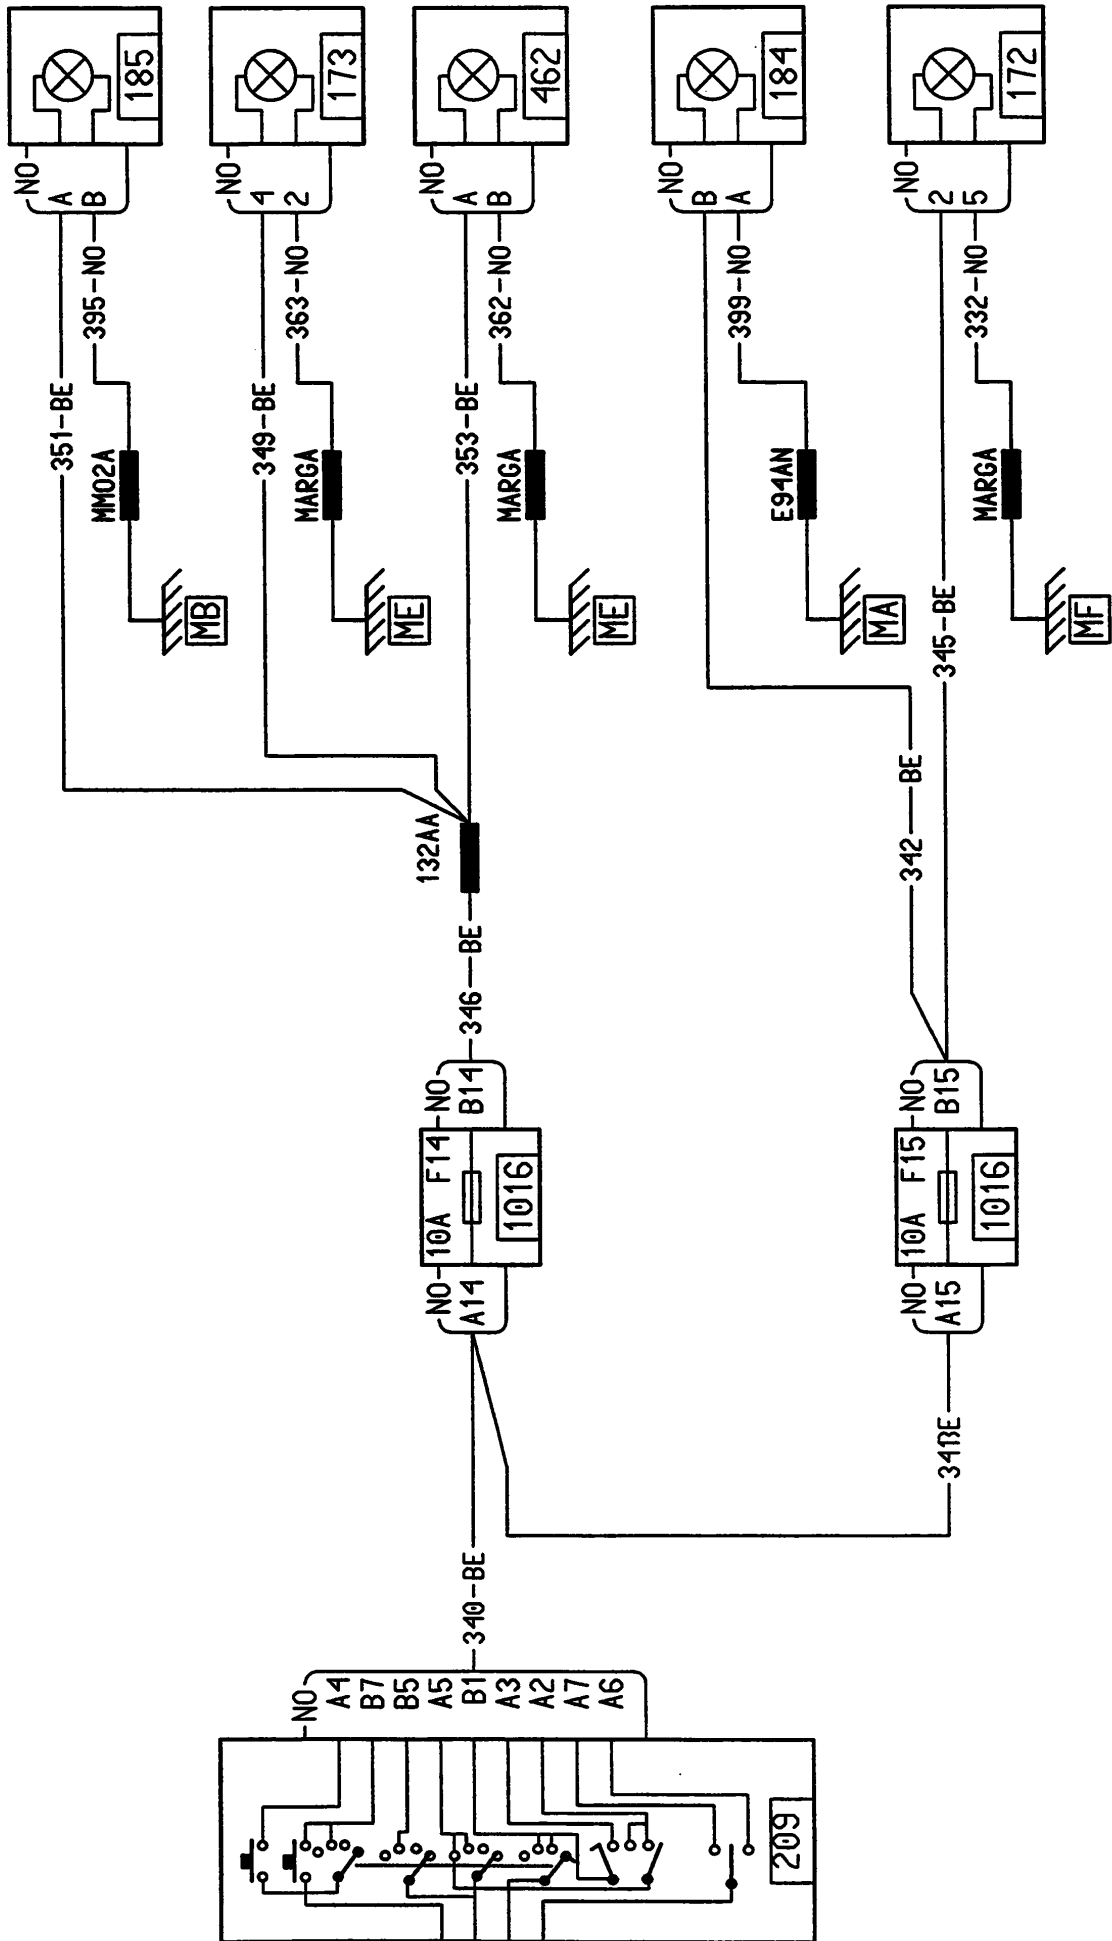 185
NO
A
B
351-BE
395-NO
MM02A
MB
173
NO
4
2
349-BE
363-NO
MARGA
ME
462
NO
A
B
353-BE
362-NO
MARGA
ME
132AA
346-BE
NO
B14
10A F14
1016
NO
A14
340-BE
184
NO
B
A
399-NO
E94AN
MA
342-BE
172
NO
2
5
345-BE
332-NO
MARGA
MF
NO
B15
10A F15
1016
NO
A15
NO
A4
B7
B5
A5
B1
A3
A2
A7
A6
209